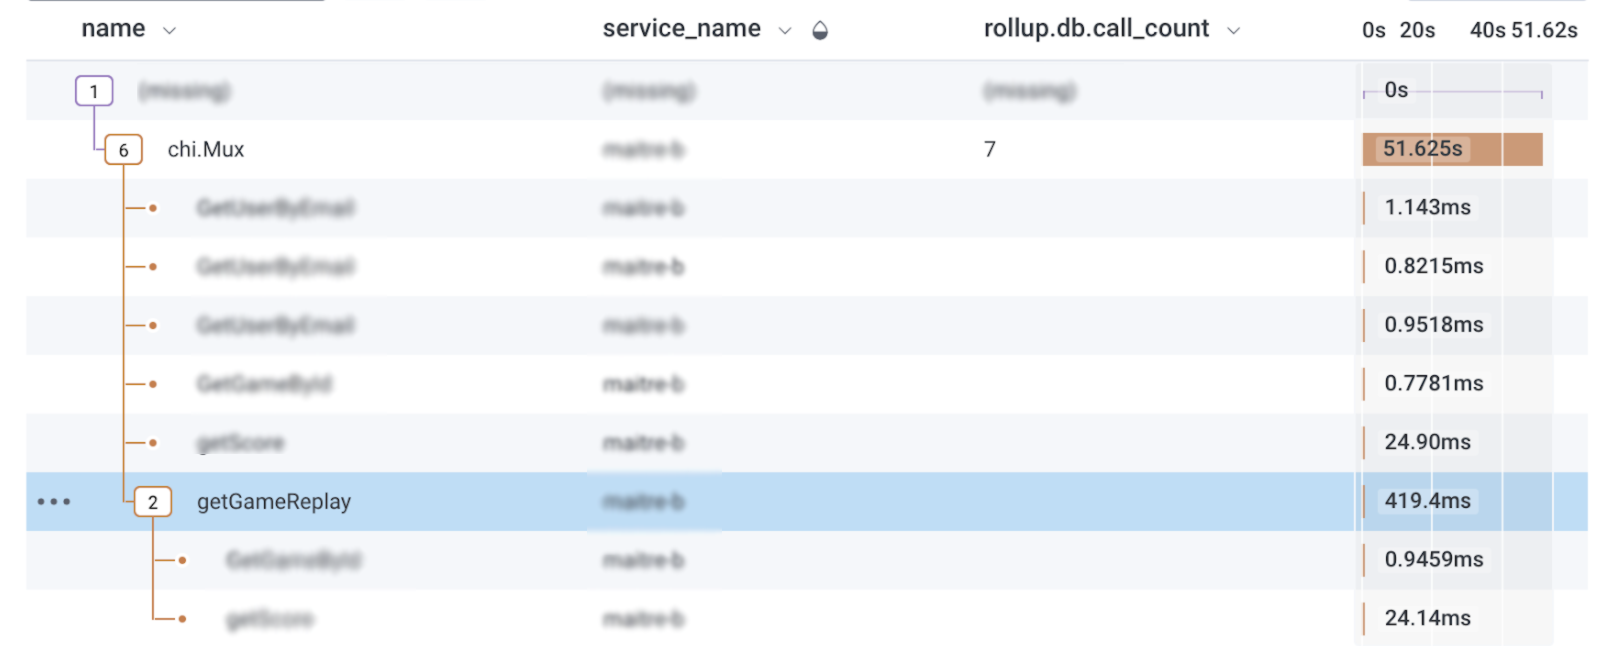 name service_name rollup.db.call_count 0s 20s 40s 51.62s
1 (missing) (missing) (missing) 0s
6 chi.Mux maitre-b 7 51.625s
GetUserByEmail maitre-b 1.143ms
GetUserByEmail maitre-b 0.8215ms
GetUserByEmail maitre-b 0.9518ms
GetGameById maitre-b 0.7781ms
getScore maitre-b 24.90ms
••• 2 getGameReplay maitre-b 419.4ms
GetGameById maitre-b 0.9459ms
getScore maitre-b 24.14ms